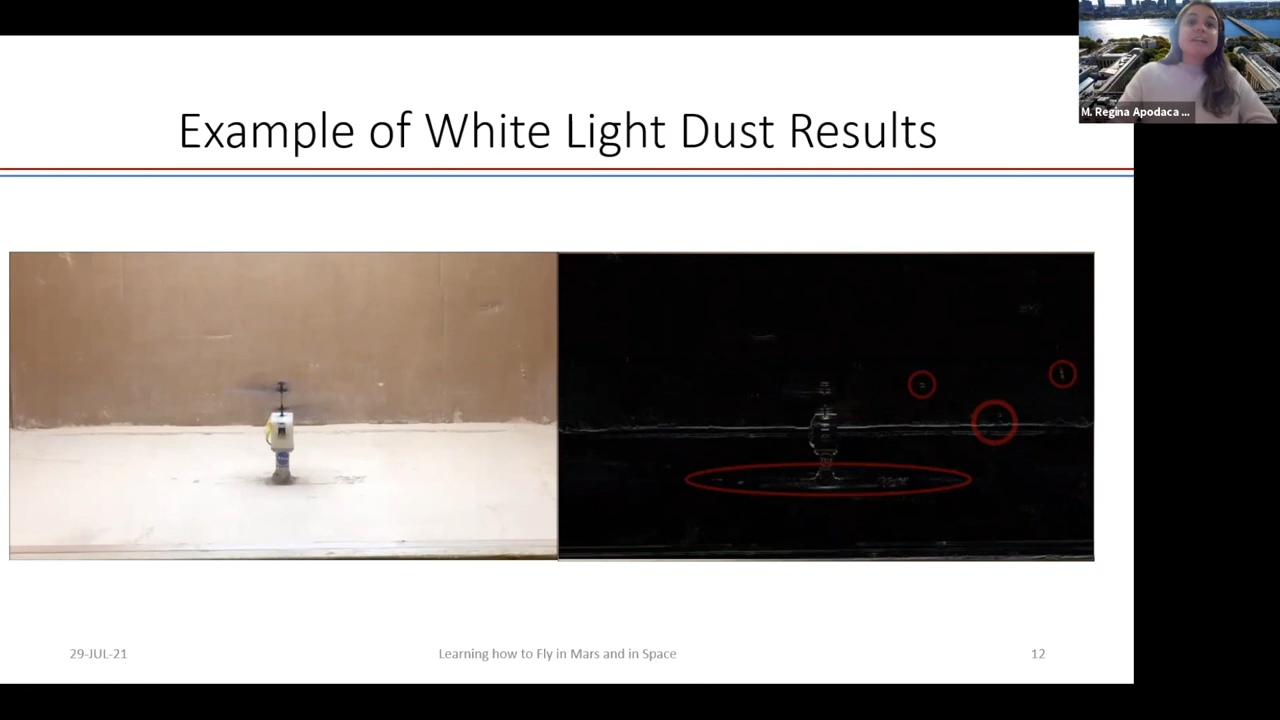 M. Regina Apodaca ...
Example of White Light Dust Results
29-JUL-21
Learning how to Fly in Mars and in Space
12